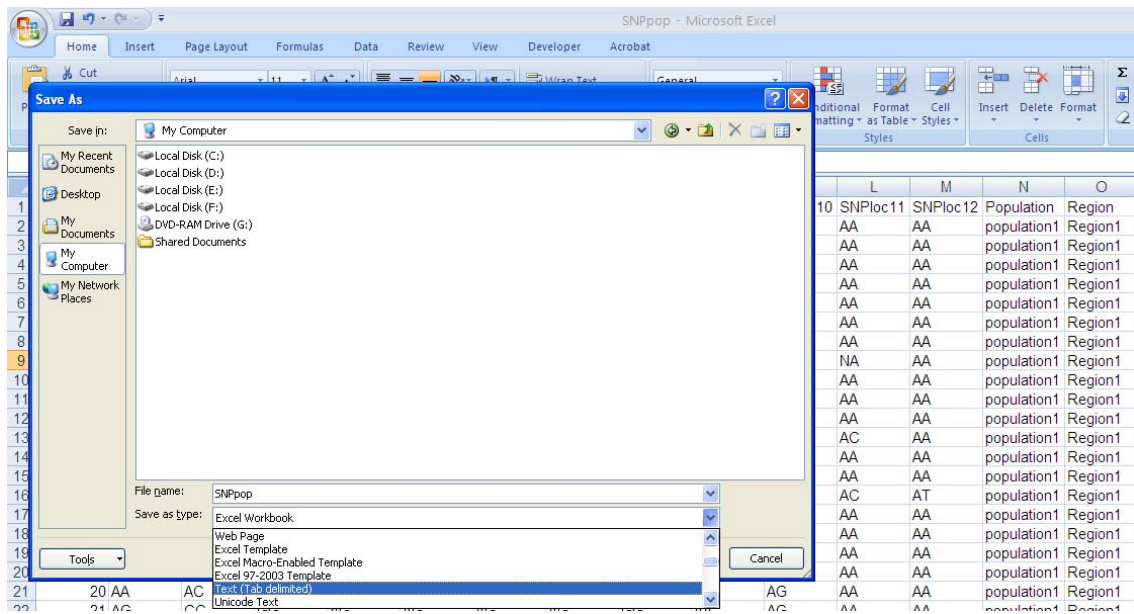 SNPpop - Microsoft Excel
Home Insert Page Layout Formulas Data Review View Developer Acrobat
Cut
Arial 11 Wrap Text General
Format Cell
as Table Styles
Insert Delete Format
Styles Cells
Save As
Save in: My Computer
My Recent Documents
Desktop
My Documents
My Computer
My Network Places
Local Disk (C:)
Local Disk (D:)
Local Disk (E:)
Local Disk (F:)
DVD-RAM Drive (G:)
Shared Documents
File name: SNPpop
Save as type: Excel Workbook
Web Page
Excel Template
Excel Macro-Enabled Template
Excel 97-2003 Template
Text (Tab delimited)
Unicode Text
Tools Cancel
L M N O
1 10 SNPloc11 SNPloc12 Population Region
2 AA AA population1 Region1
3 AA AA population1 Region1
4 AA AA population1 Region1
5 AA AA population1 Region1
6 AA AA population1 Region1
7 AA AA population1 Region1
8 AA AA population1 Region1
9 NA AA population1 Region1
10 AA AA population1 Region1
11 AA AA population1 Region1
12 AA AA population1 Region1
13 AC AA population1 Region1
14 AA AA population1 Region1
15 AA AA population1 Region1
16 AC AT population1 Region1
17 AA AA population1 Region1
18 AA AA population1 Region1
19 AA AA population1 Region1
20 AA AA population1 Region1
21 20 AA AC AG AA AA population1 Region1
22 21 AG CC AG AA AA population1 Region1